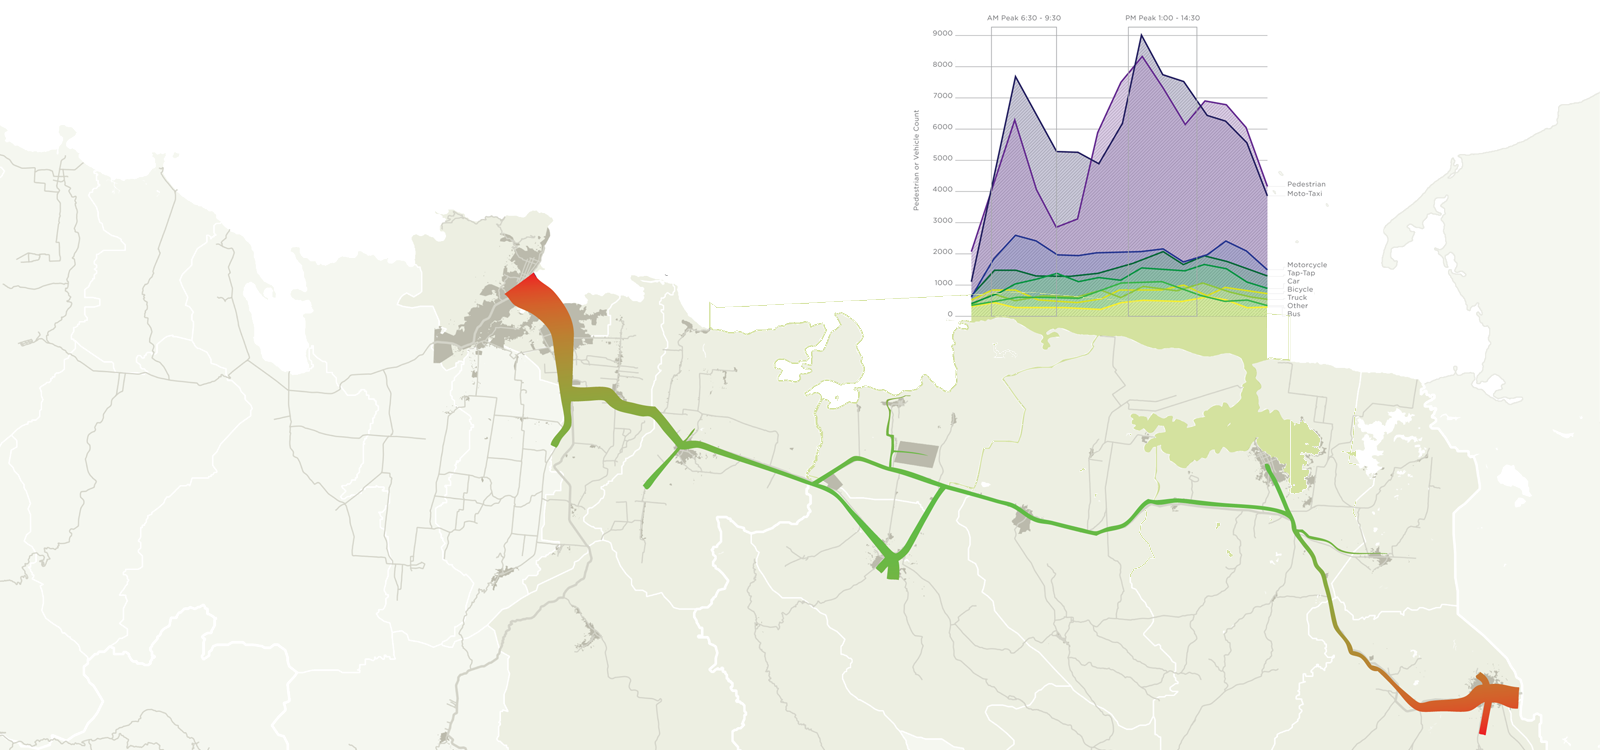 AM Peak 6:30 - 9:30
PM Peak 1:00 - 14:30
9000
8000
7000
6000
5000
4000
3000
2000
1000
0
Pedestrian or Vehicle Count
Pedestrian
Moto-Taxi
Motorcycle
Tap-Tap
Car
Bicycle
Truck
Other
Bus